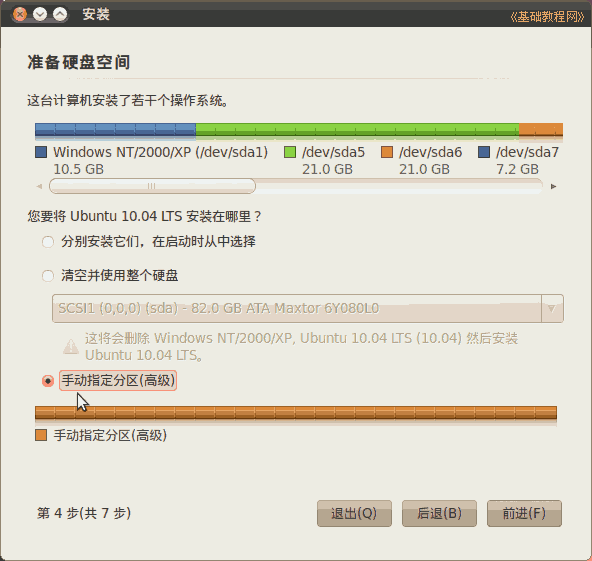 安装
《基础教程网》
准备硬盘空间
这台计算机安装了若干个操作系统。
Windows NT/2000/XP (/dev/sda1) /dev/sda5 /dev/sda6 /dev/sda7
10.5 GB 21.0 GB 21.0 GB 7.2 GB
您要将 Ubuntu 10.04 LTS 安装在哪里？
分别安装它们，在启动时从中选择
清空并使用整个硬盘
SCSI1 (0,0,0) (sda) - 82.0 GB ATA Maxtor 6Y080L0
这将会删除 Windows NT/2000/XP, Ubuntu 10.04 LTS (10.04) 然后安装
Ubuntu 10.04 LTS。
手动指定分区(高级)
手动指定分区(高级)
第 4 步(共 7 步) 退出(Q) 后退(B) 前进(F)